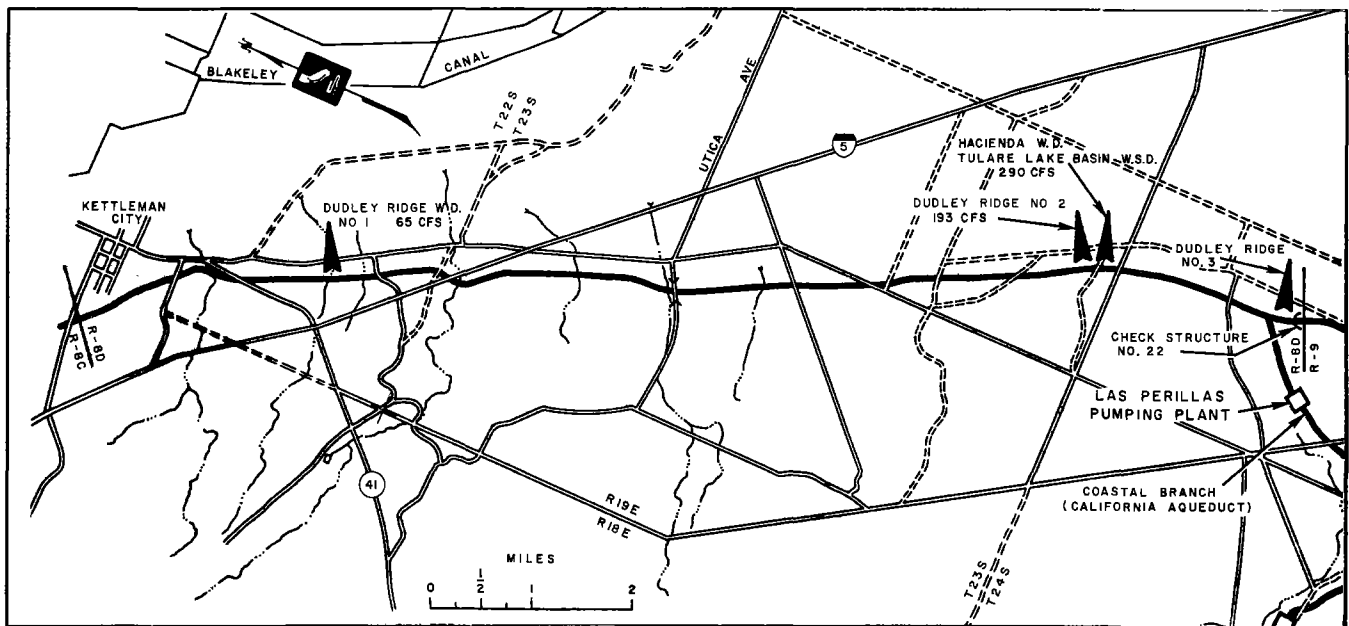 N
BLAKELEY
CANAL
T22S
T23S
UTICA
AVE
5
HACIENDA W.D.
TULARE LAKE BASIN W.S.D.
290 CFS
KETTLEMAN
CITY
DUDLEY RIDGE W.D.
NO 1 65 CFS
DUDLEY RIDGE NO 2
193 CFS
DUDLEY RIDGE
NO. 3
R-8D
R-8C
CHECK STRUCTURE
NO. 22
R-8D
R-9
LAS PERILLAS
PUMPING PLANT
41
R19E
R18E
COASTAL BRANCH
(CALIFORNIA AQUEDUCT)
MILES
0 1/2 1 2
T23S
T24S